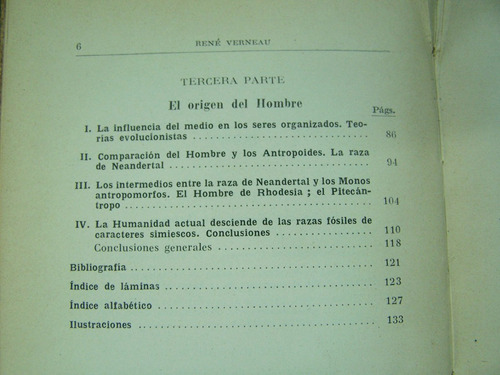 6 RENÉ VERNEAU
TERCERA PARTE
El origen del Hombre
Págs.
I. La influencia del medio en los seres organizados. Teo-
rías evolucionistas . . . . . . . . . . . . . . . . . . . . 86
II. Comparación del Hombre y los Antropoides. La raza
de Neandertal . . . . . . . . . . . . . . . . . . . . 94
III. Los intermedios entre la raza de Neandertal y los Monos
antropomorfos. El Hombre de Rhodesia ; el Pitecán-
tropo . . . . . . . . . . . . . . . . . . . . 104
IV. La Humanidad actual desciende de las razas fósiles de
caracteres simiescos. Conclusiones . . . . . . . . . . 110
Conclusiones generales . . . . . . . . . . . . . . . 118
Bibliografía . . . . . . . . . . . . . . . . . . . . 121
Índice de láminas . . . . . . . . . . . . . . . . . . . . 123
Índice alfabético . . . . . . . . . . . . . . . . . . . . 127
Ilustraciones . . . . . . . . . . . . . . . . . . . . 133